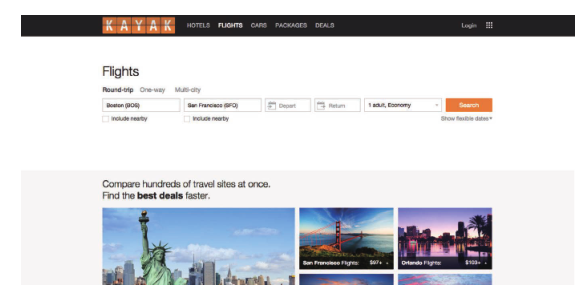 KAYAK HOTELS FLIGHTS CARS PACKAGES DEALS Login
Flights
Round-trip One-way Multi-city
Boston (BOS) San Francisco (SFO) Depart Return 1 adult, Economy Search
Include nearby Include nearby Show flexible dates
Compare hundreds of travel sites at once.
Find the best deals faster.
San Francisco Flights: $97+ Orlando Flights: $103+